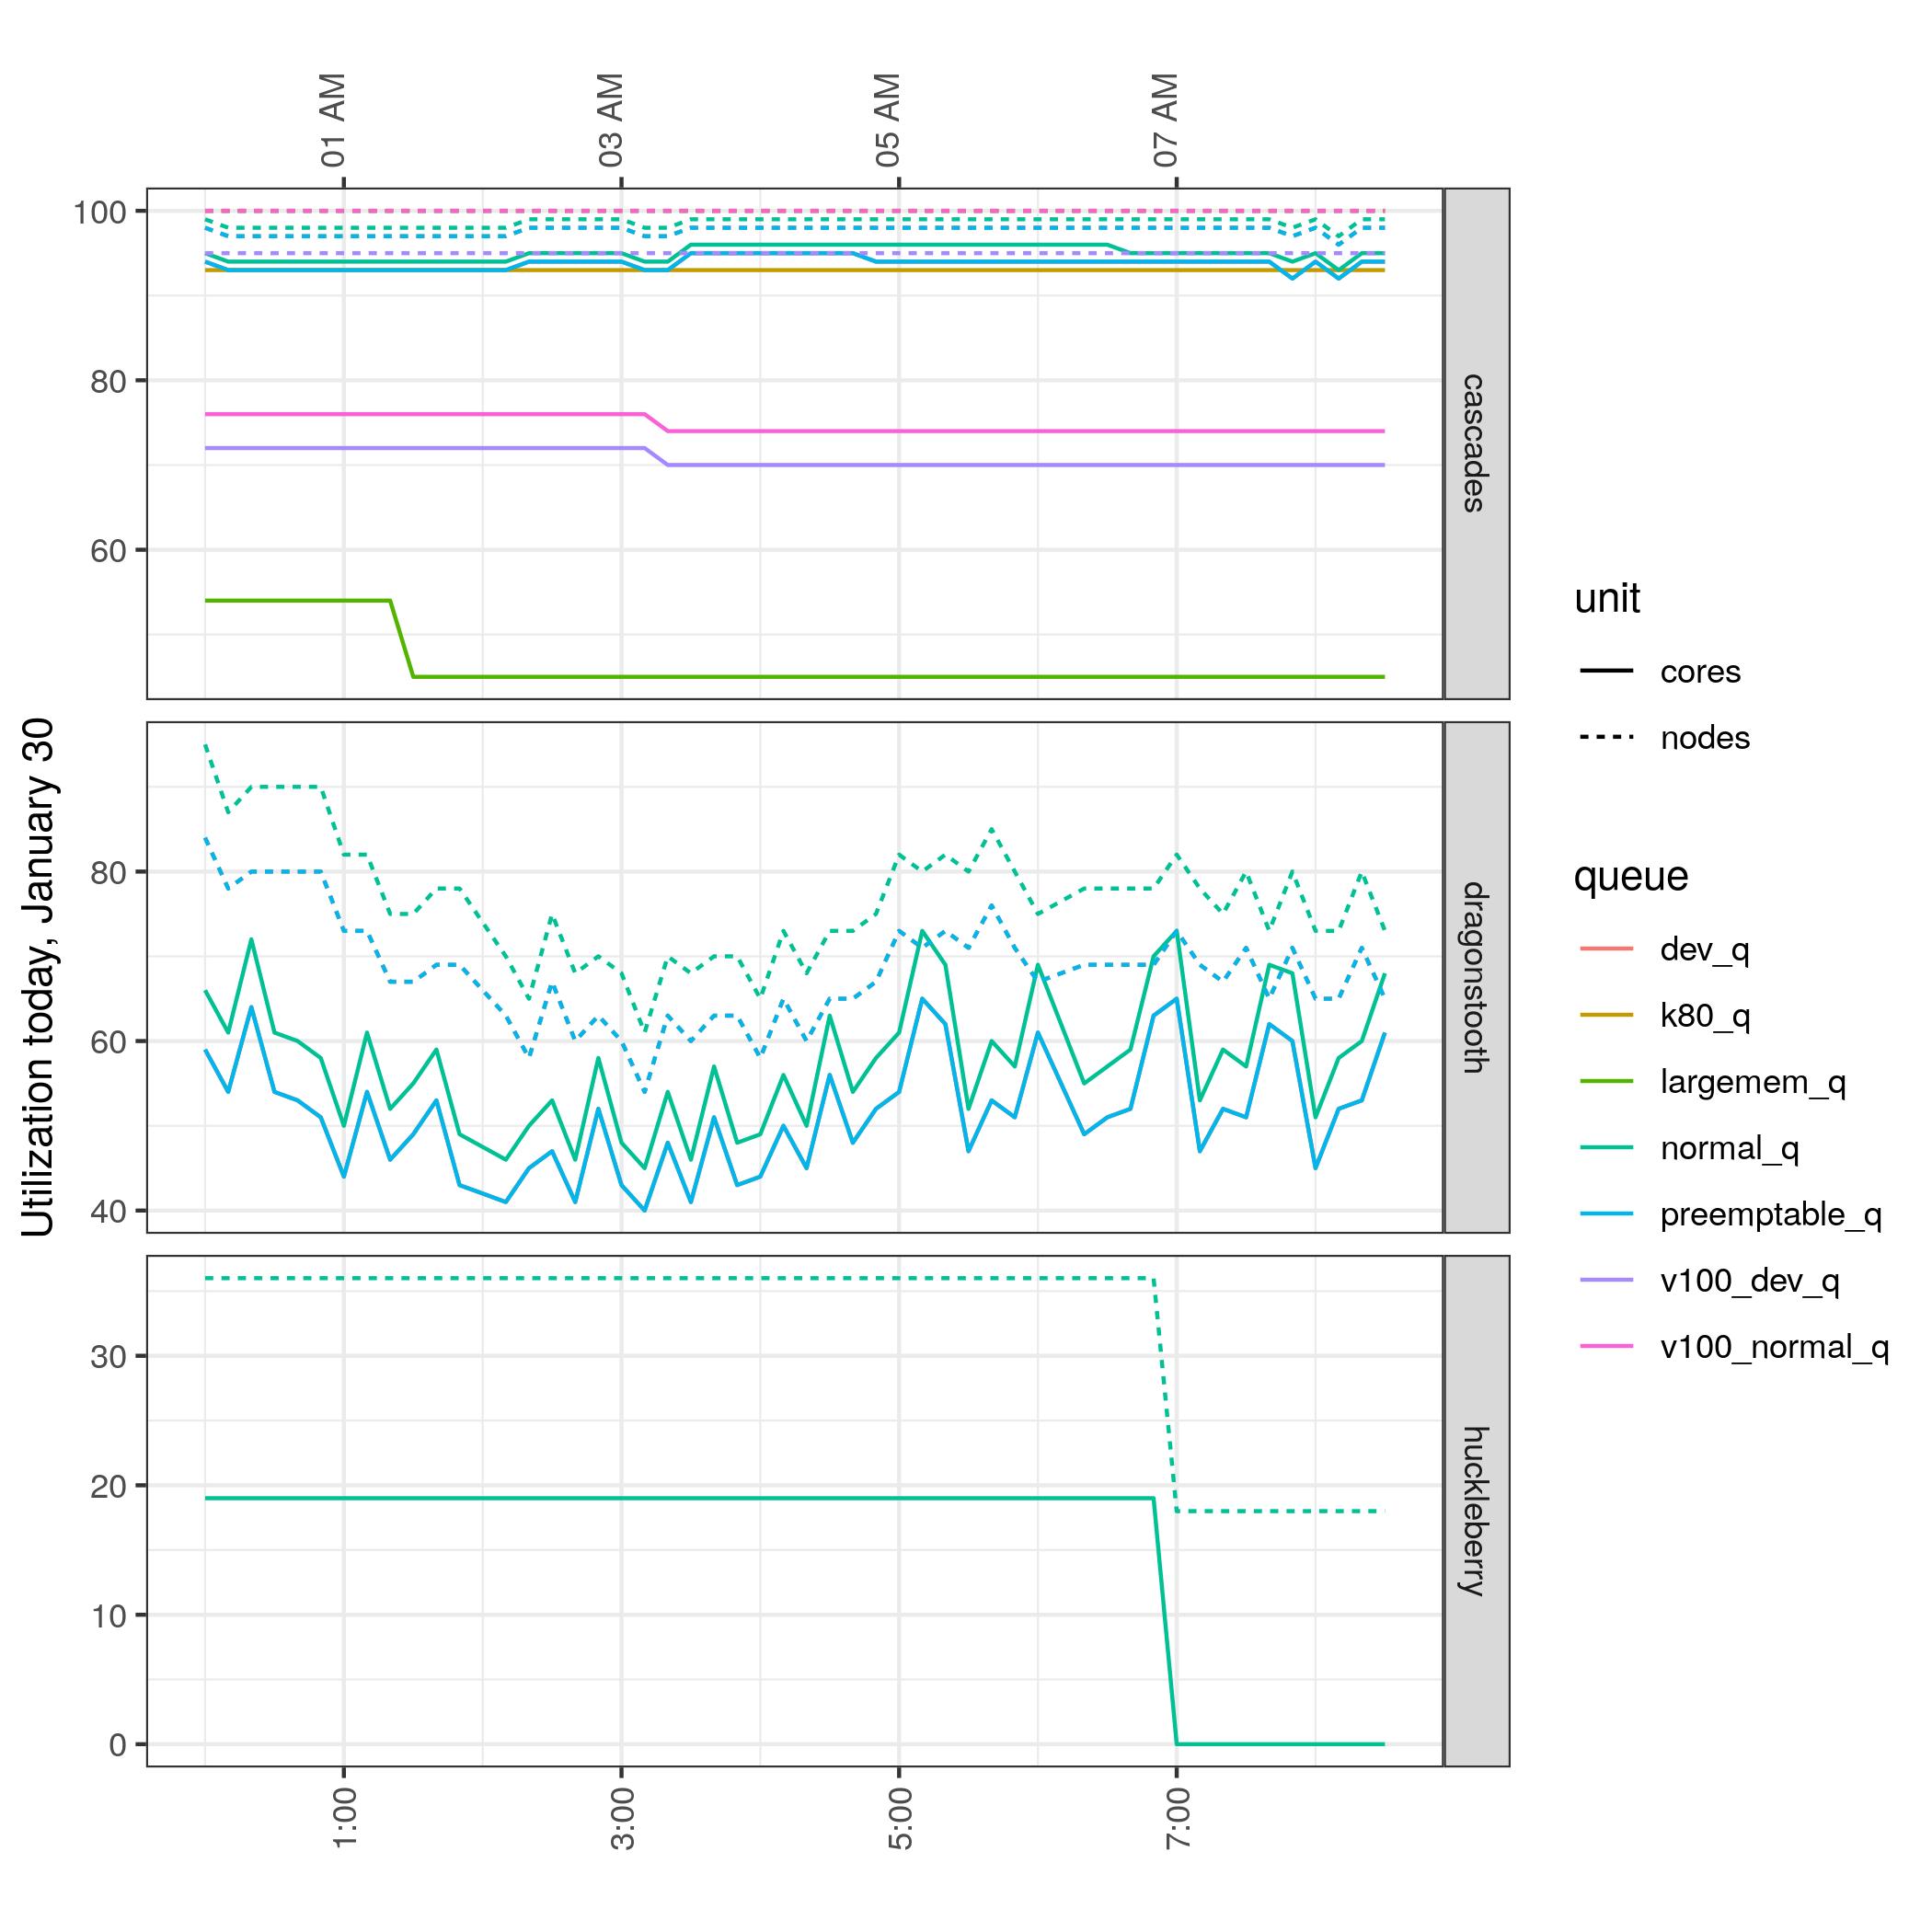 01 AM
03 AM
05 AM
07 AM
Utilization today, January 30
100
80
60
cascades
80
60
40
dragonstooth
30
20
10
0
huckleberry
1:00
3:00
5:00
7:00
unit
cores
nodes
queue
dev_q
k80_q
largemem_q
normal_q
preemptable_q
v100_dev_q
v100_normal_q